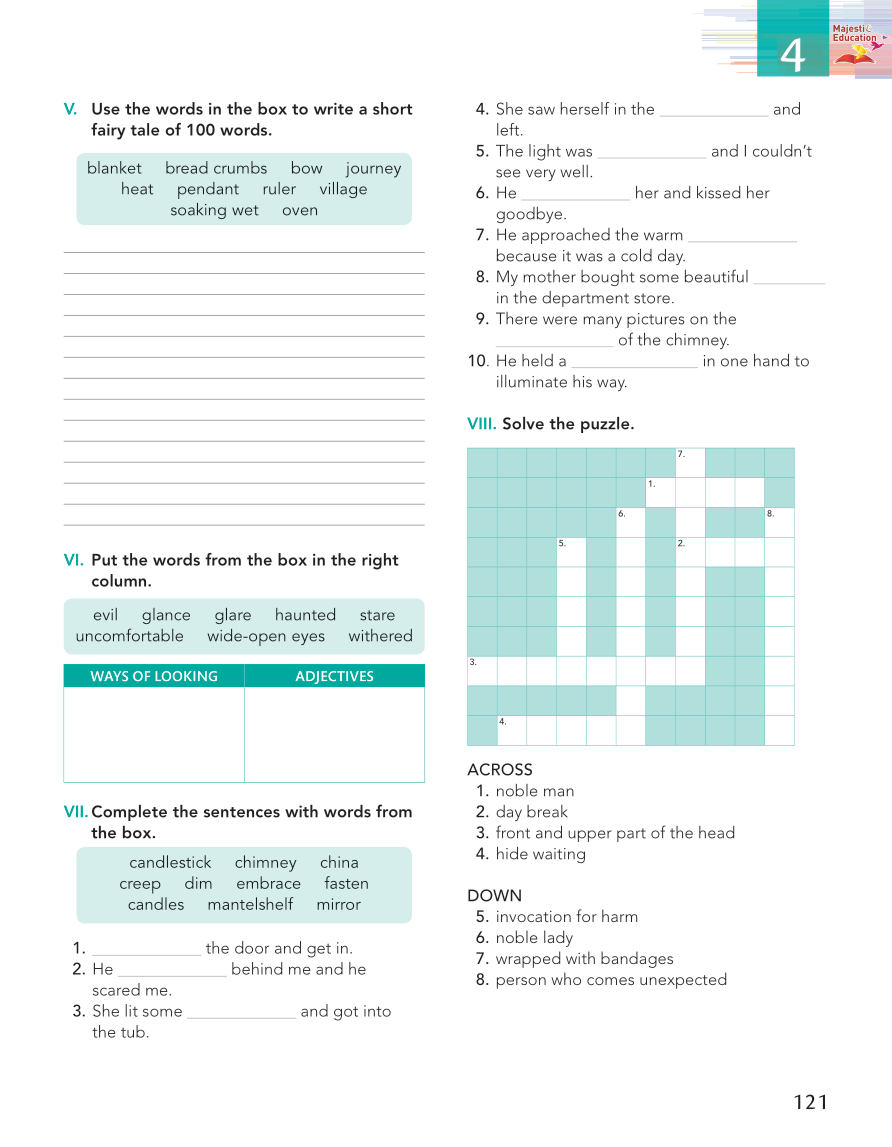 4
Majestic
Education
V. Use the words in the box to write a short
fairy tale of 100 words.
blanket bread crumbs bow journey
heat pendant ruler village
soaking wet oven
VI. Put the words from the box in the right
column.
evil glance glare haunted stare
uncomfortable wide-open eyes withered
WAYS OF LOOKING ADJECTIVES
VII. Complete the sentences with words from
the box.
candlestick chimney china
creep dim embrace fasten
candles mantelshelf mirror
1. ____________ the door and get in.
2. He ____________ behind me and he
scared me.
3. She lit some ____________ and got into
the tub.
4. She saw herself in the ____________ and
left.
5. The light was ____________ and I couldn't
see very well.
6. He ____________ her and kissed her
goodbye.
7. He approached the warm ____________
because it was a cold day.
8. My mother bought some beautiful ________
in the department store.
9. There were many pictures on the
____________ of the chimney.
10. He held a ______________ in one hand to
illuminate his way.
VIII. Solve the puzzle.
7.
1.
6. 8.
5. 2.
3.
4.
ACROSS
1. noble man
2. day break
3. front and upper part of the head
4. hide waiting
DOWN
5. invocation for harm
6. noble lady
7. wrapped with bandages
8. person who comes unexpected
121